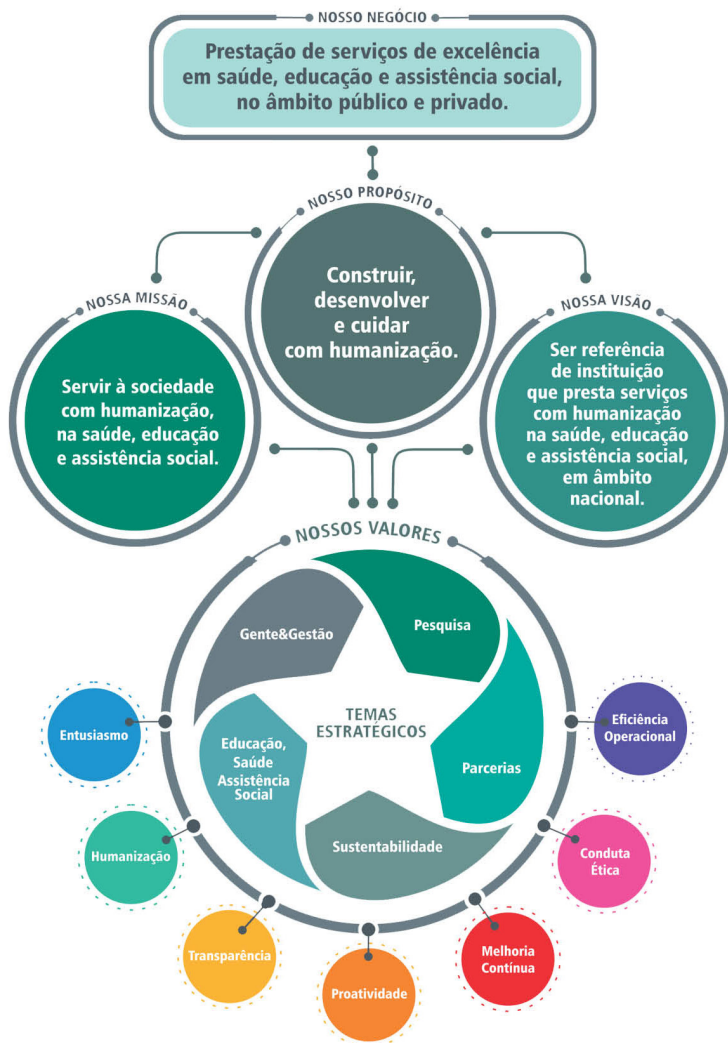 NOSSO NEGÓCIO
Prestação de serviços de excelência
em saúde, educação e assistência social,
no âmbito público e privado.
NOSSO PROPÓSITO
Construir,
desenvolver
e cuidar
com humanização.
NOSSA MISSÃO
Servir à sociedade
com humanização,
na saúde, educação
e assistência social.
NOSSA VISÃO
Ser referência
de instituição
que presta serviços
com humanização
na saúde, educação
e assistência social,
em âmbito
nacional.
NOSSOS VALORES
Gente&Gestão
Pesquisa
TEMAS
ESTRATÉGICOS
Educação,
Saúde
Assistência
Social
Parcerias
Sustentabilidade
Entusiasmo
Humanização
Transparência
Proatividade
Melhoria
Contínua
Conduta
Ética
Eficiência
Operacional